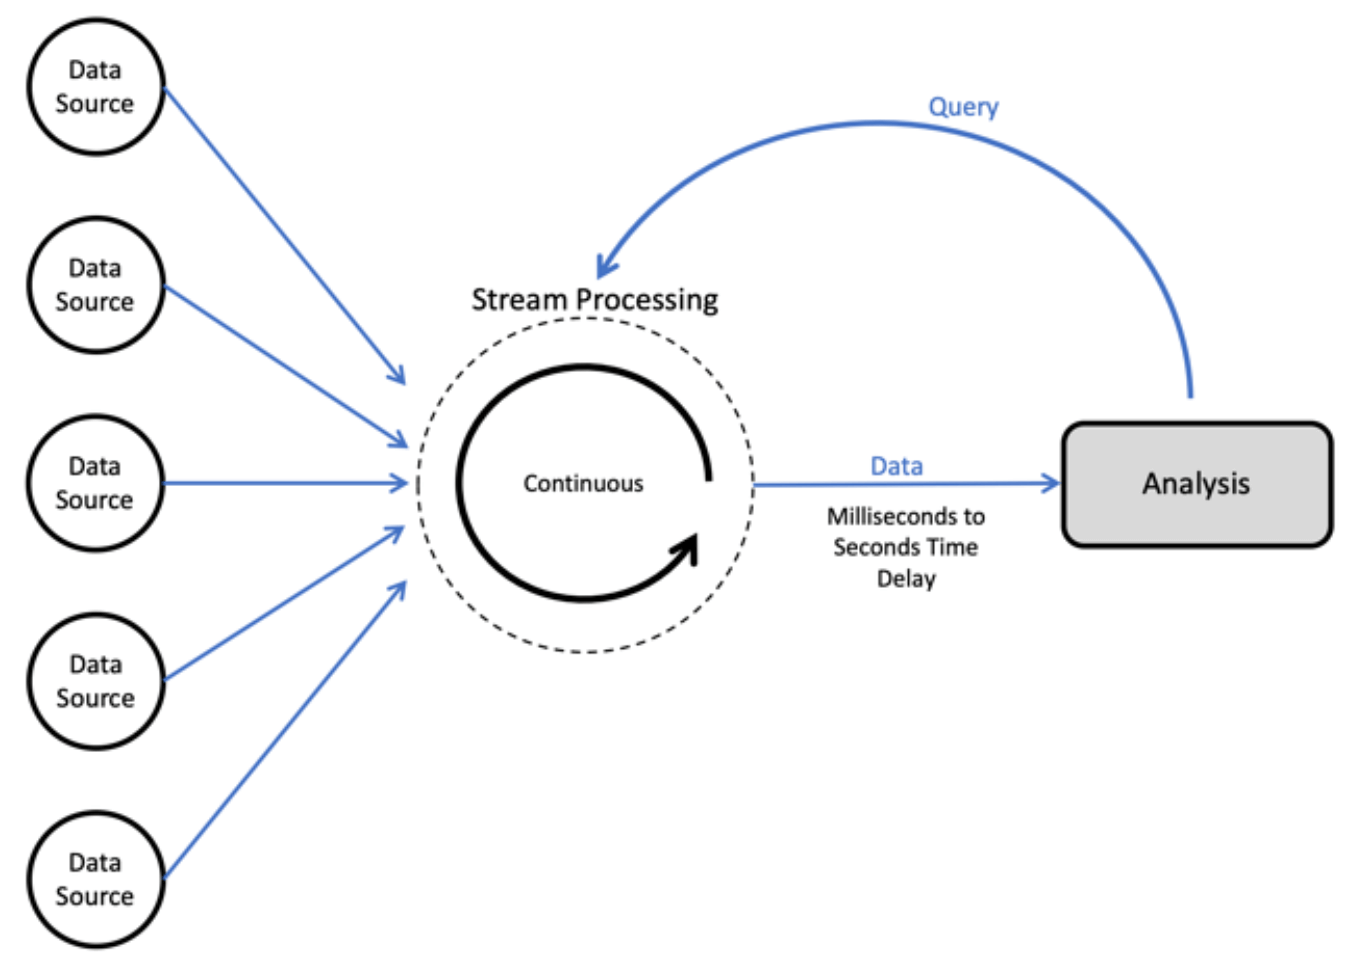 Data
Source
Data
Source
Data
Source
Data
Source
Data
Source
Query
Stream Processing
Continuous
Data
Milliseconds to
Seconds Time
Delay
Analysis